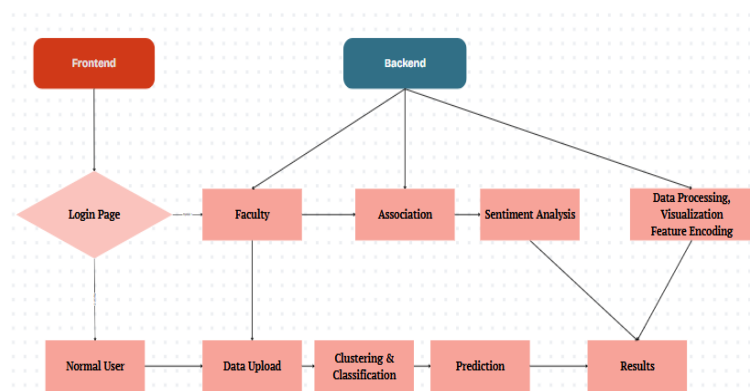 Frontend
Backend
Login Page
Faculty
Association
Sentiment Analysis
Data Processing,
Visualization
Feature Encoding
Normal User
Data Upload
Clustering &
Classification
Prediction
Results